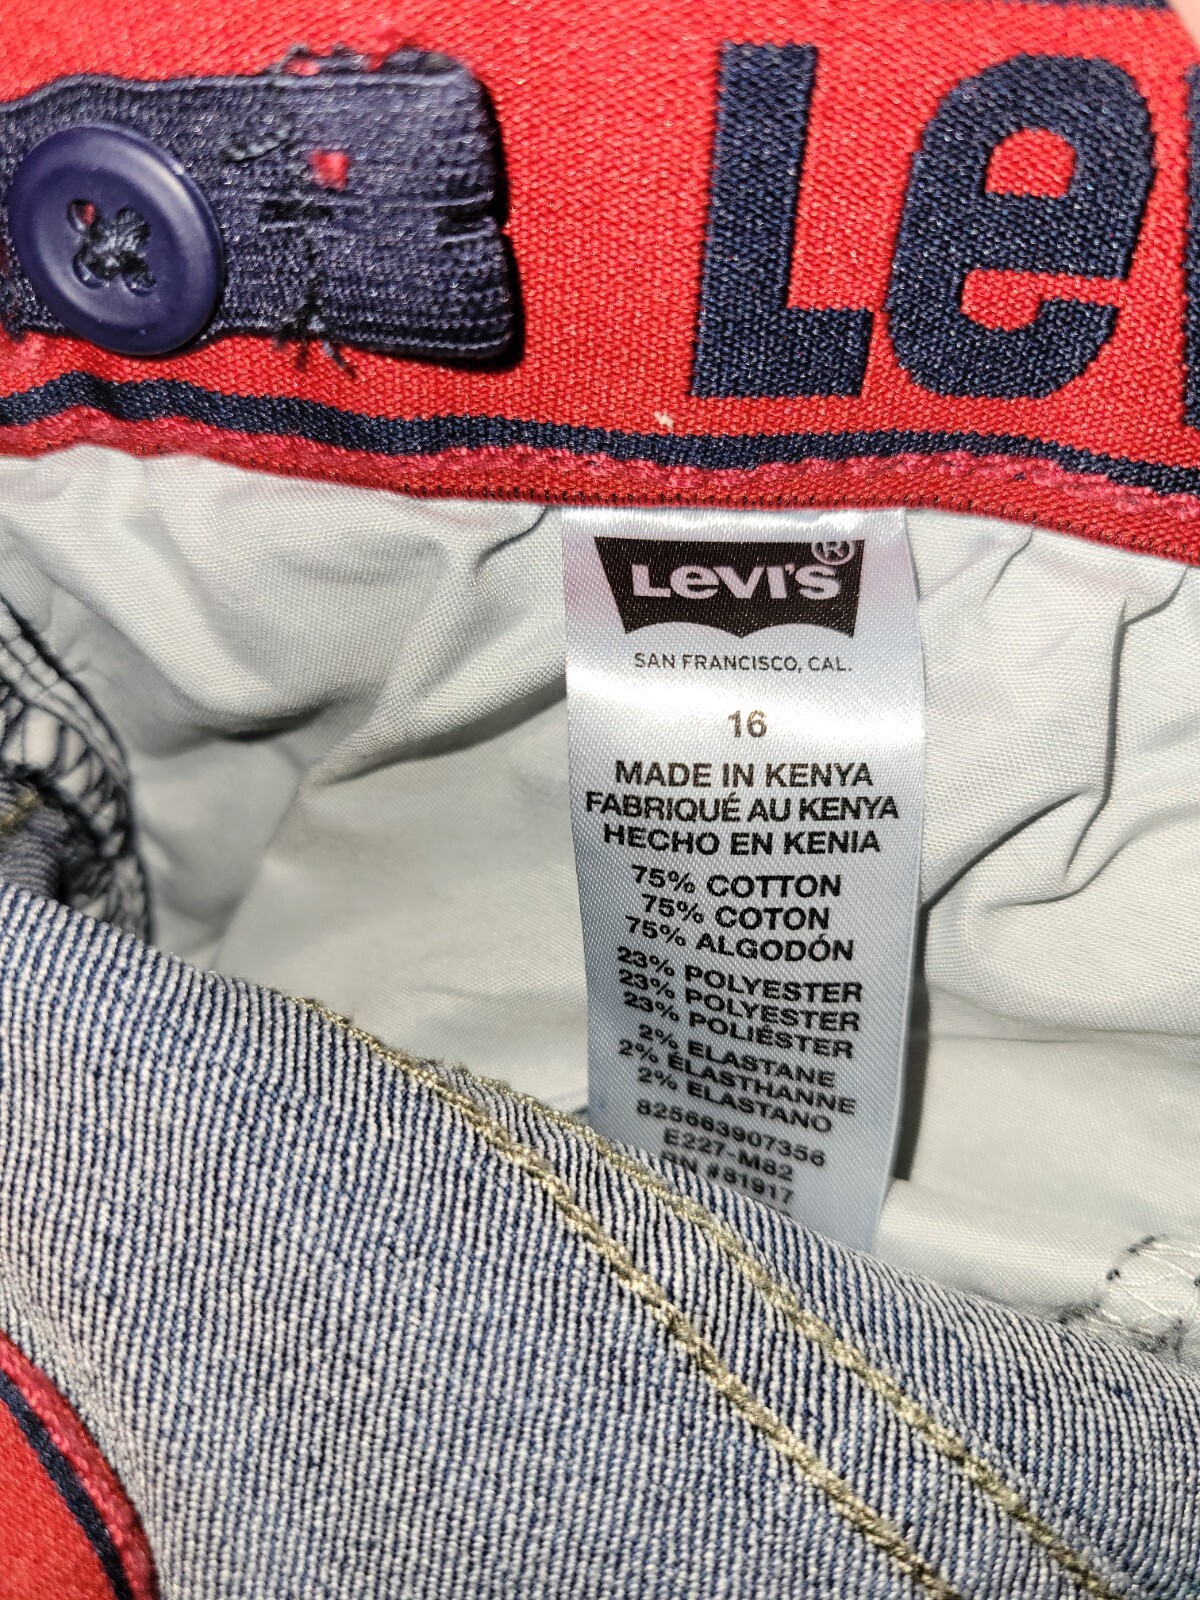 Le
LEVI'S®
SAN FRANCISCO, CAL.
16
MADE IN KENYA
FABRIQUÉ AU KENYA
HECHO EN KENIA
75% COTTON
75% COTON
75% ALGODÓN
23% POLYESTER
23% POLYESTER
23% POLIÉSTER
2% ELASTANE
2% ÉLASTHANNE
2% ELASTANO
825663907356
E227-M82
RN #81917